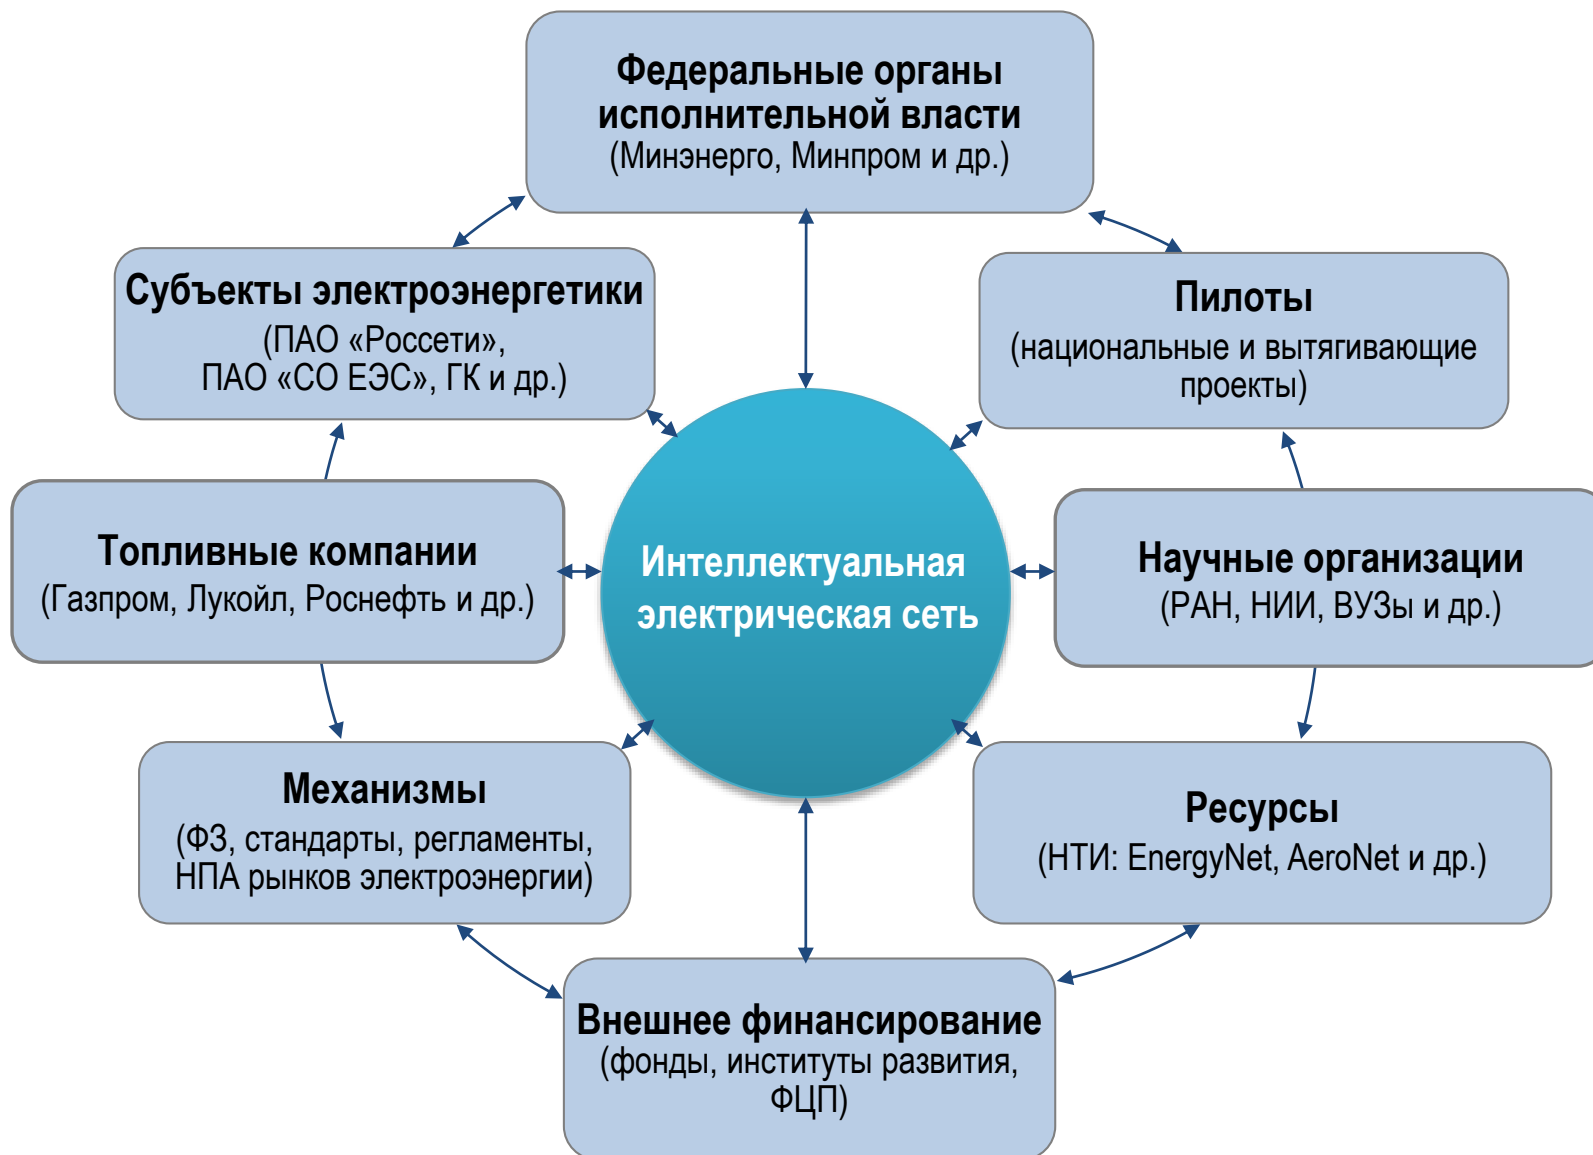 Федеральные органы
исполнительной власти
(Минэнерго, Минпром и др.)
Субъекты электроэнергетики
(ПАО «Россети»,
ПАО «СО ЕЭС», ГК и др.)
Пилоты
(национальные и вытягивающие
проекты)
Топливные компании
(Газпром, Лукойл, Роснефть и др.)
Интеллектуальная
электрическая сеть
Научные организации
(РАН, НИИ, ВУЗы и др.)
Механизмы
(ФЗ, стандарты, регламенты,
НПА рынков электроэнергии)
Ресурсы
(НТИ: EnergyNet, AeroNet и др.)
Внешнее финансирование
(фонды, институты развития,
ФЦП)